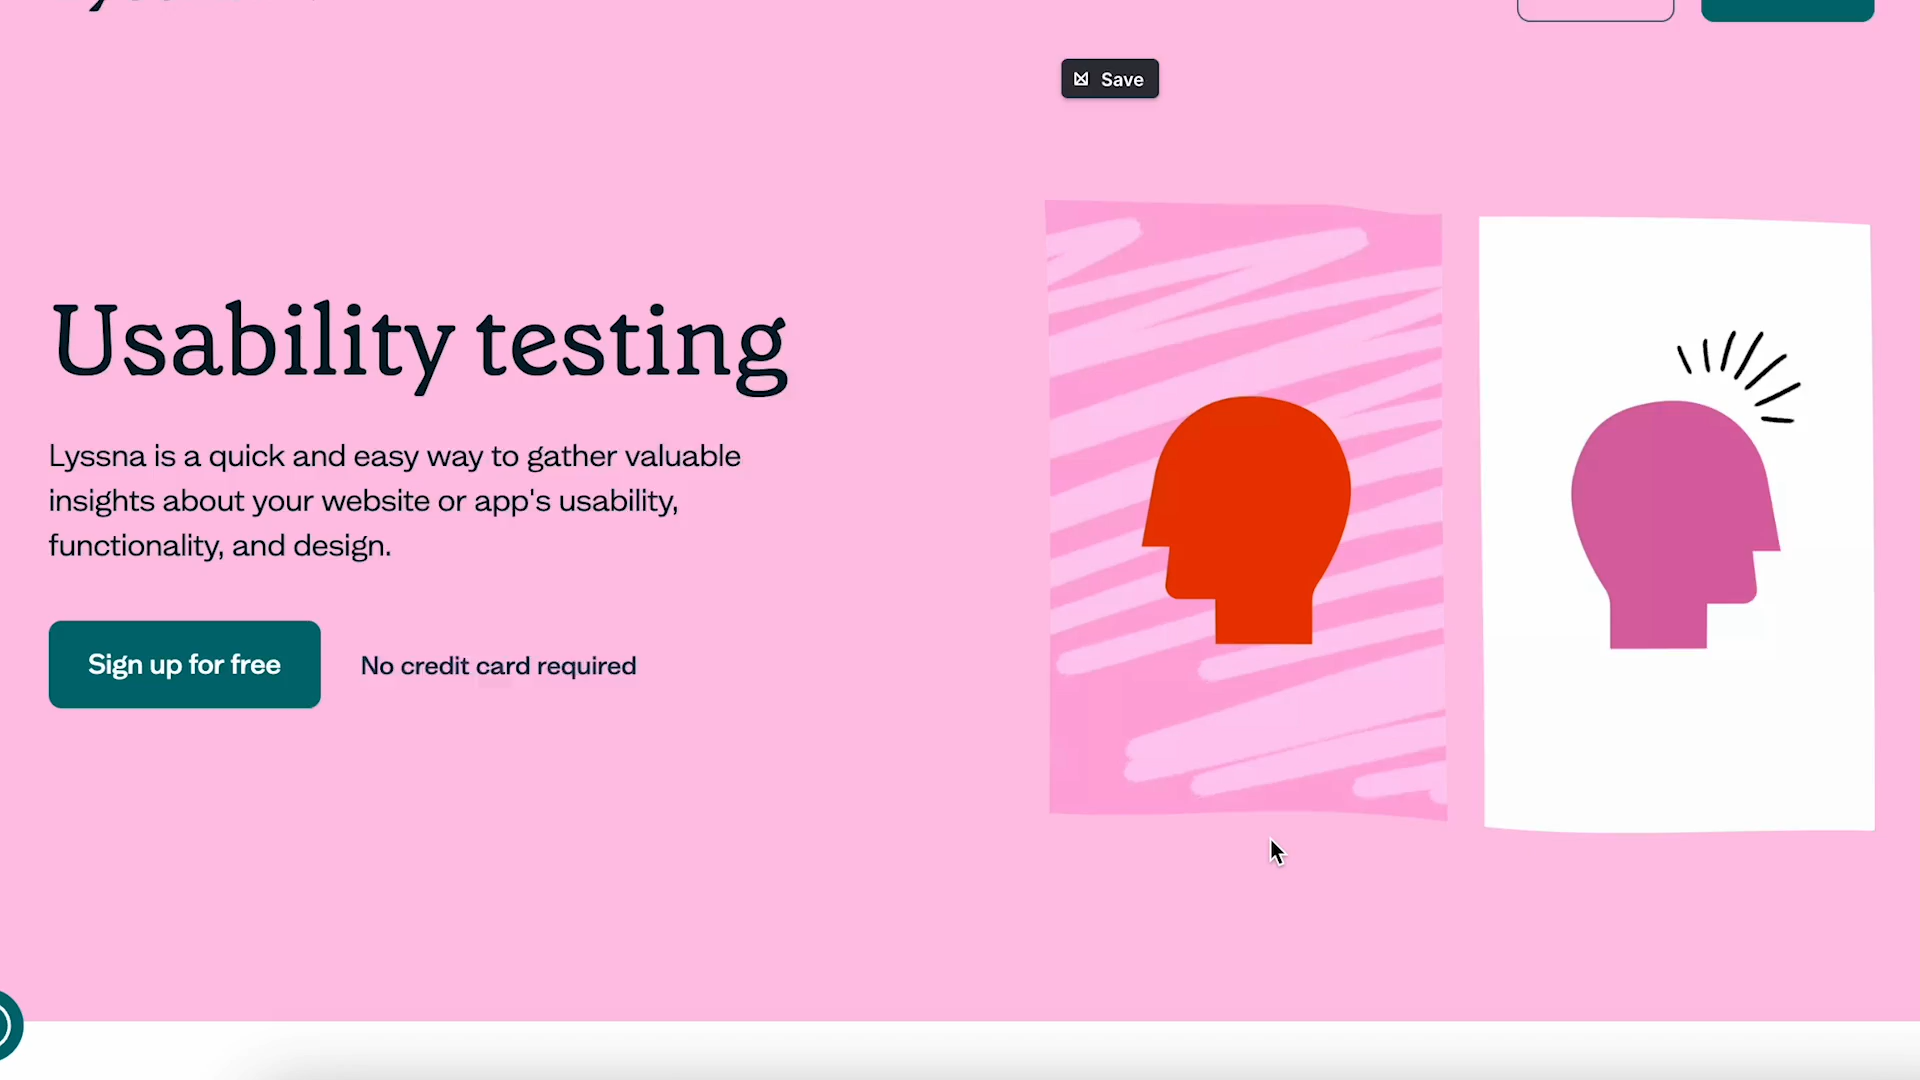 Save
Usability testing
Lyssna is a quick and easy way to gather valuable
insights about your website or app's usability,
functionality, and design.
Sign up for free
No credit card required